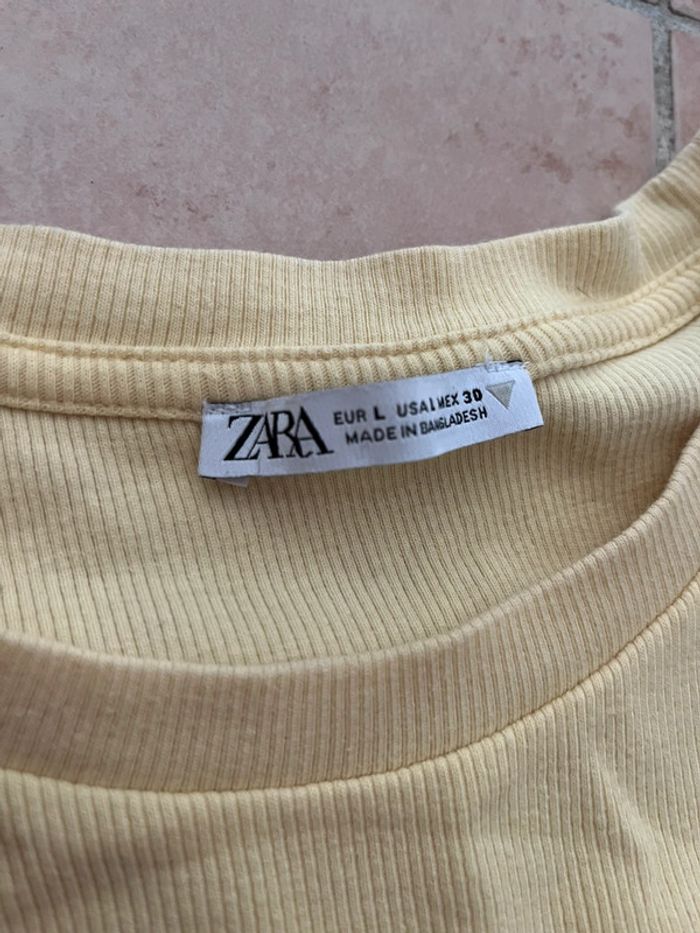 ZARA
EUR L USA L MEX 30
MADE IN BANGLADESH